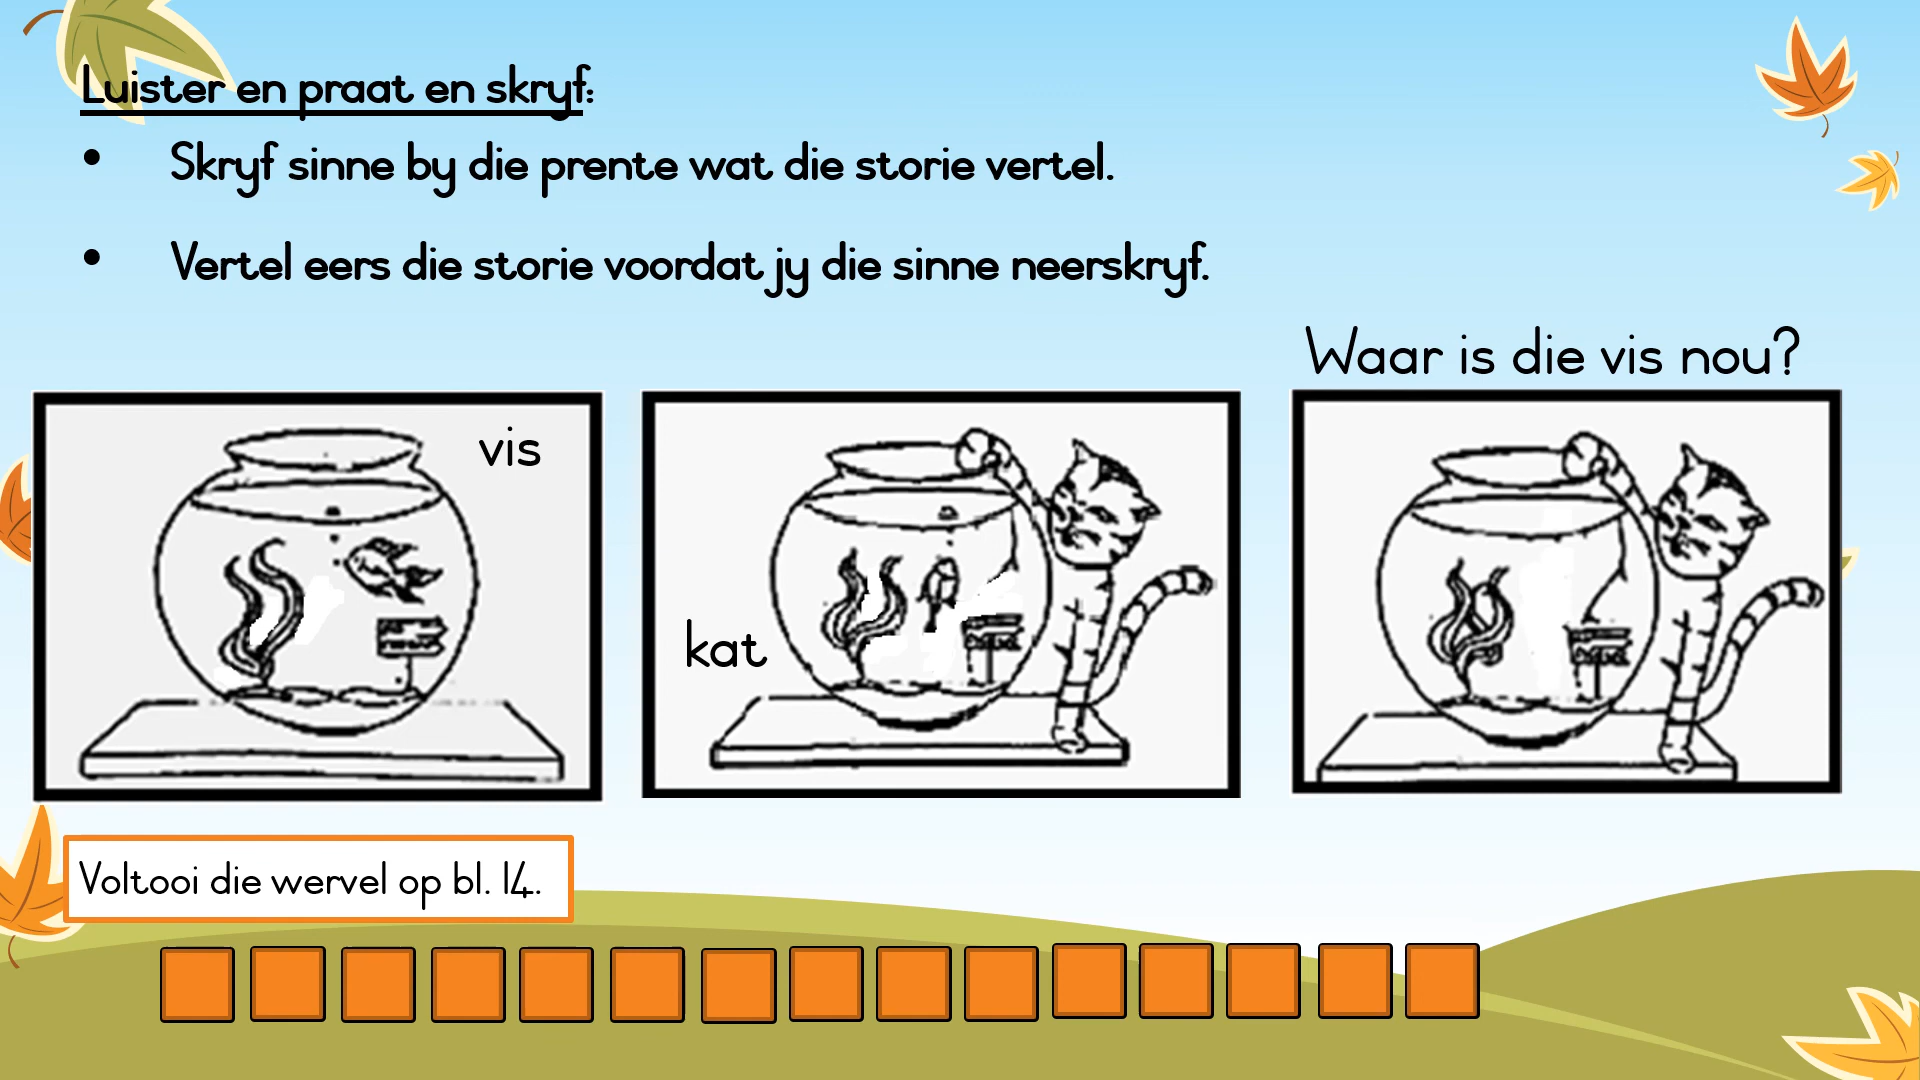 Luister en praat en skryf:
• Skryf sinne by die prente wat die storie vertel.
• Vertel eers die storie voordat jy die sinne neerskryf.
Waar is die vis nou?
vis
kat
Voltooi die wervel op bl. 14.